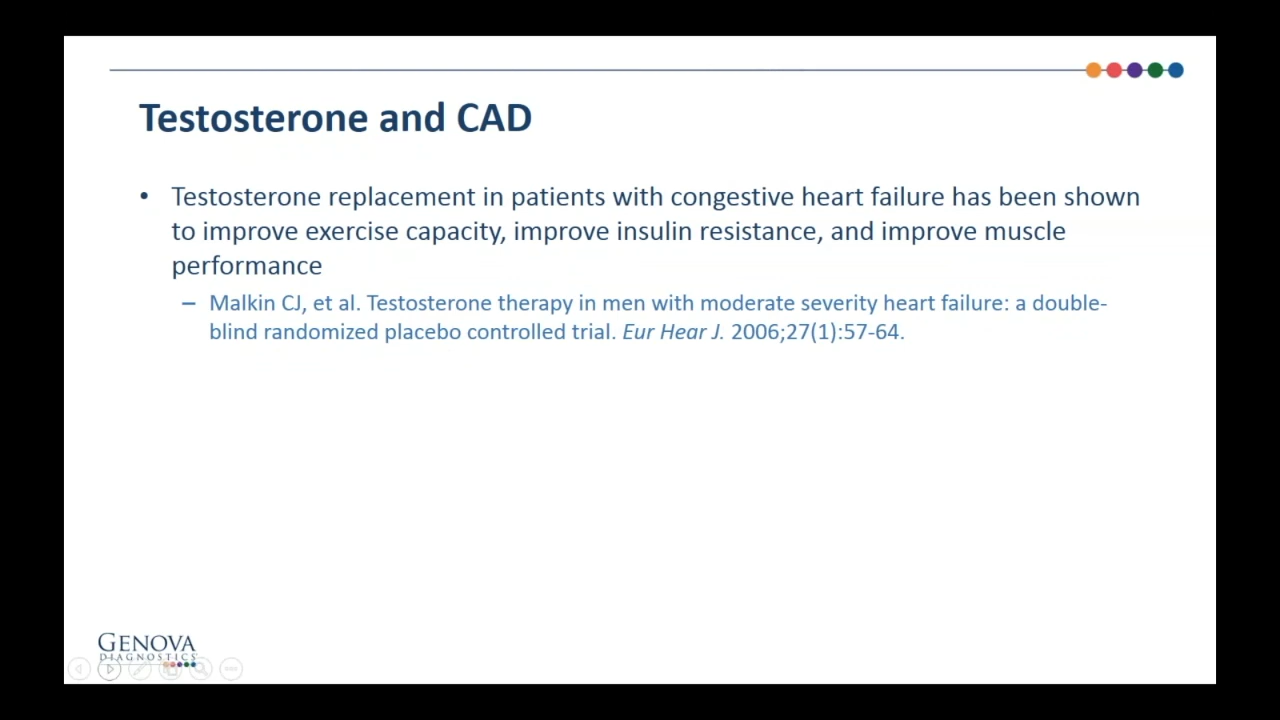 Testosterone and CAD
• Testosterone replacement in patients with congestive heart failure has been shown
to improve exercise capacity, improve insulin resistance, and improve muscle
performance
– Malkin CJ, et al. Testosterone therapy in men with moderate severity heart failure: a double-
blind randomized placebo controlled trial. Eur Hear J. 2006;27(1):57-64.
GENOVA
DIAGNOSTICS